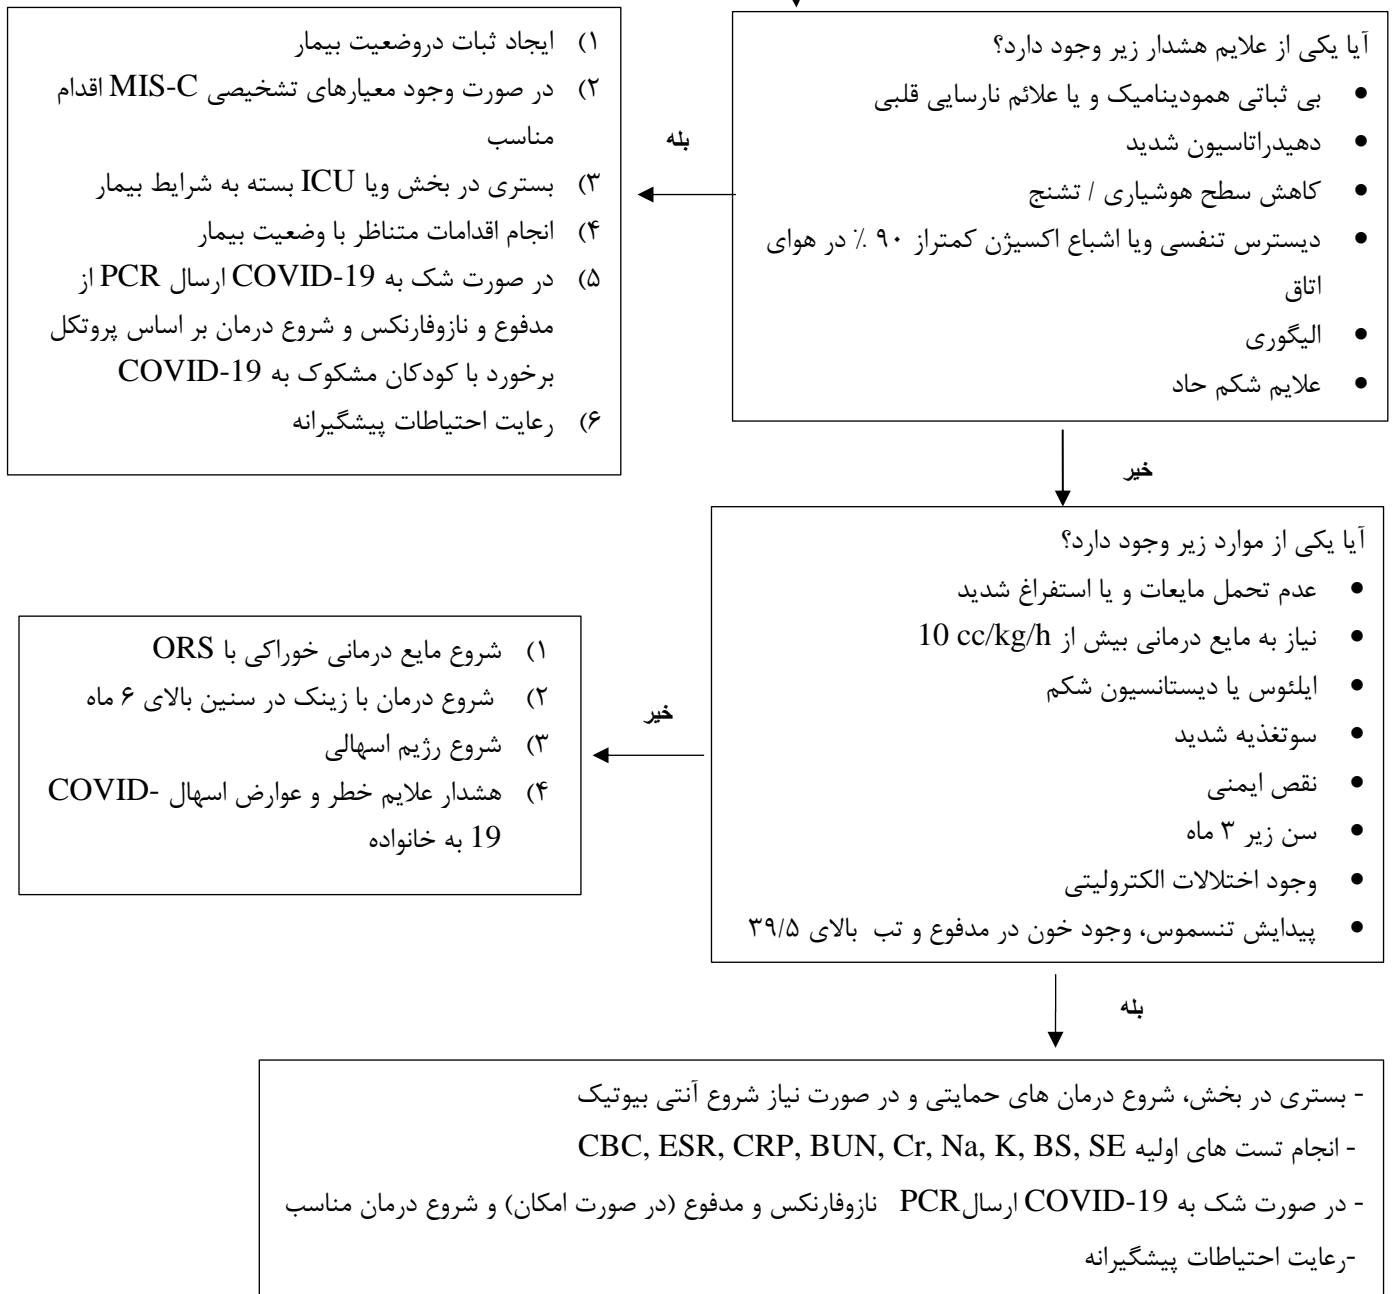 آیا یکی از علایم هشدار زیر وجود دارد؟
• بی ثباتی همودینامیک و یا علائم نارسایی قلبی
• دهیدراتاسیون شدید
• کاهش سطح هوشیاری / تشنج
• دیسترس تنفسی ویا اشباع اکسیژن کمتراز ۹۰ ٪ در هوای
اتاق
• الیگوری
• علایم شکم حاد
بله
۱) ایجاد ثبات دروضعیت بیمار
۲) در صورت وجود معیارهای تشخیصی MIS-C اقدام
مناسب
۳) بستری در بخش ویا ICU بسته به شرایط بیمار
۴) انجام اقدامات متناظر با وضعیت بیمار
۵) در صورت شک به COVID-19 ارسال PCR از
مدفوع و نازوفارنکس و شروع درمان بر اساس پروتکل
برخورد با کودکان مشکوک به COVID-19
۶) رعایت احتیاطات پیشگیرانه
خیر
آیا یکی از موارد زیر وجود دارد؟
• عدم تحمل مایعات و یا استفراغ شدید
• نیاز به مایع درمانی بیش از 10 cc/kg/h
• ایلئوس یا دیستانسیون شکم
• سوتغذیه شدید
• نقص ایمنی
• سن زیر ۳ ماه
• وجود اختلالات الکترولیتی
• پیدایش تنسموس، وجود خون در مدفوع و تب بالای ۳۹/۵
خیر
۱) شروع مایع درمانی خوراکی با ORS
۲) شروع درمان با زینک در سنین بالای ۶ ماه
۳) شروع رژیم اسهالی
۴) هشدار علایم خطر و عوارض اسهال COVID-
19 به خانواده
بله
- بستری در بخش، شروع درمان های حمایتی و در صورت نیاز شروع آنتی بیوتیک
- انجام تست های اولیه CBC, ESR, CRP, BUN, Cr, Na, K, BS, SE
- در صورت شک به COVID-19 ارسالPCR نازوفارنکس و مدفوع (در صورت امکان) و شروع درمان مناسب
-رعایت احتیاطات پیشگیرانه